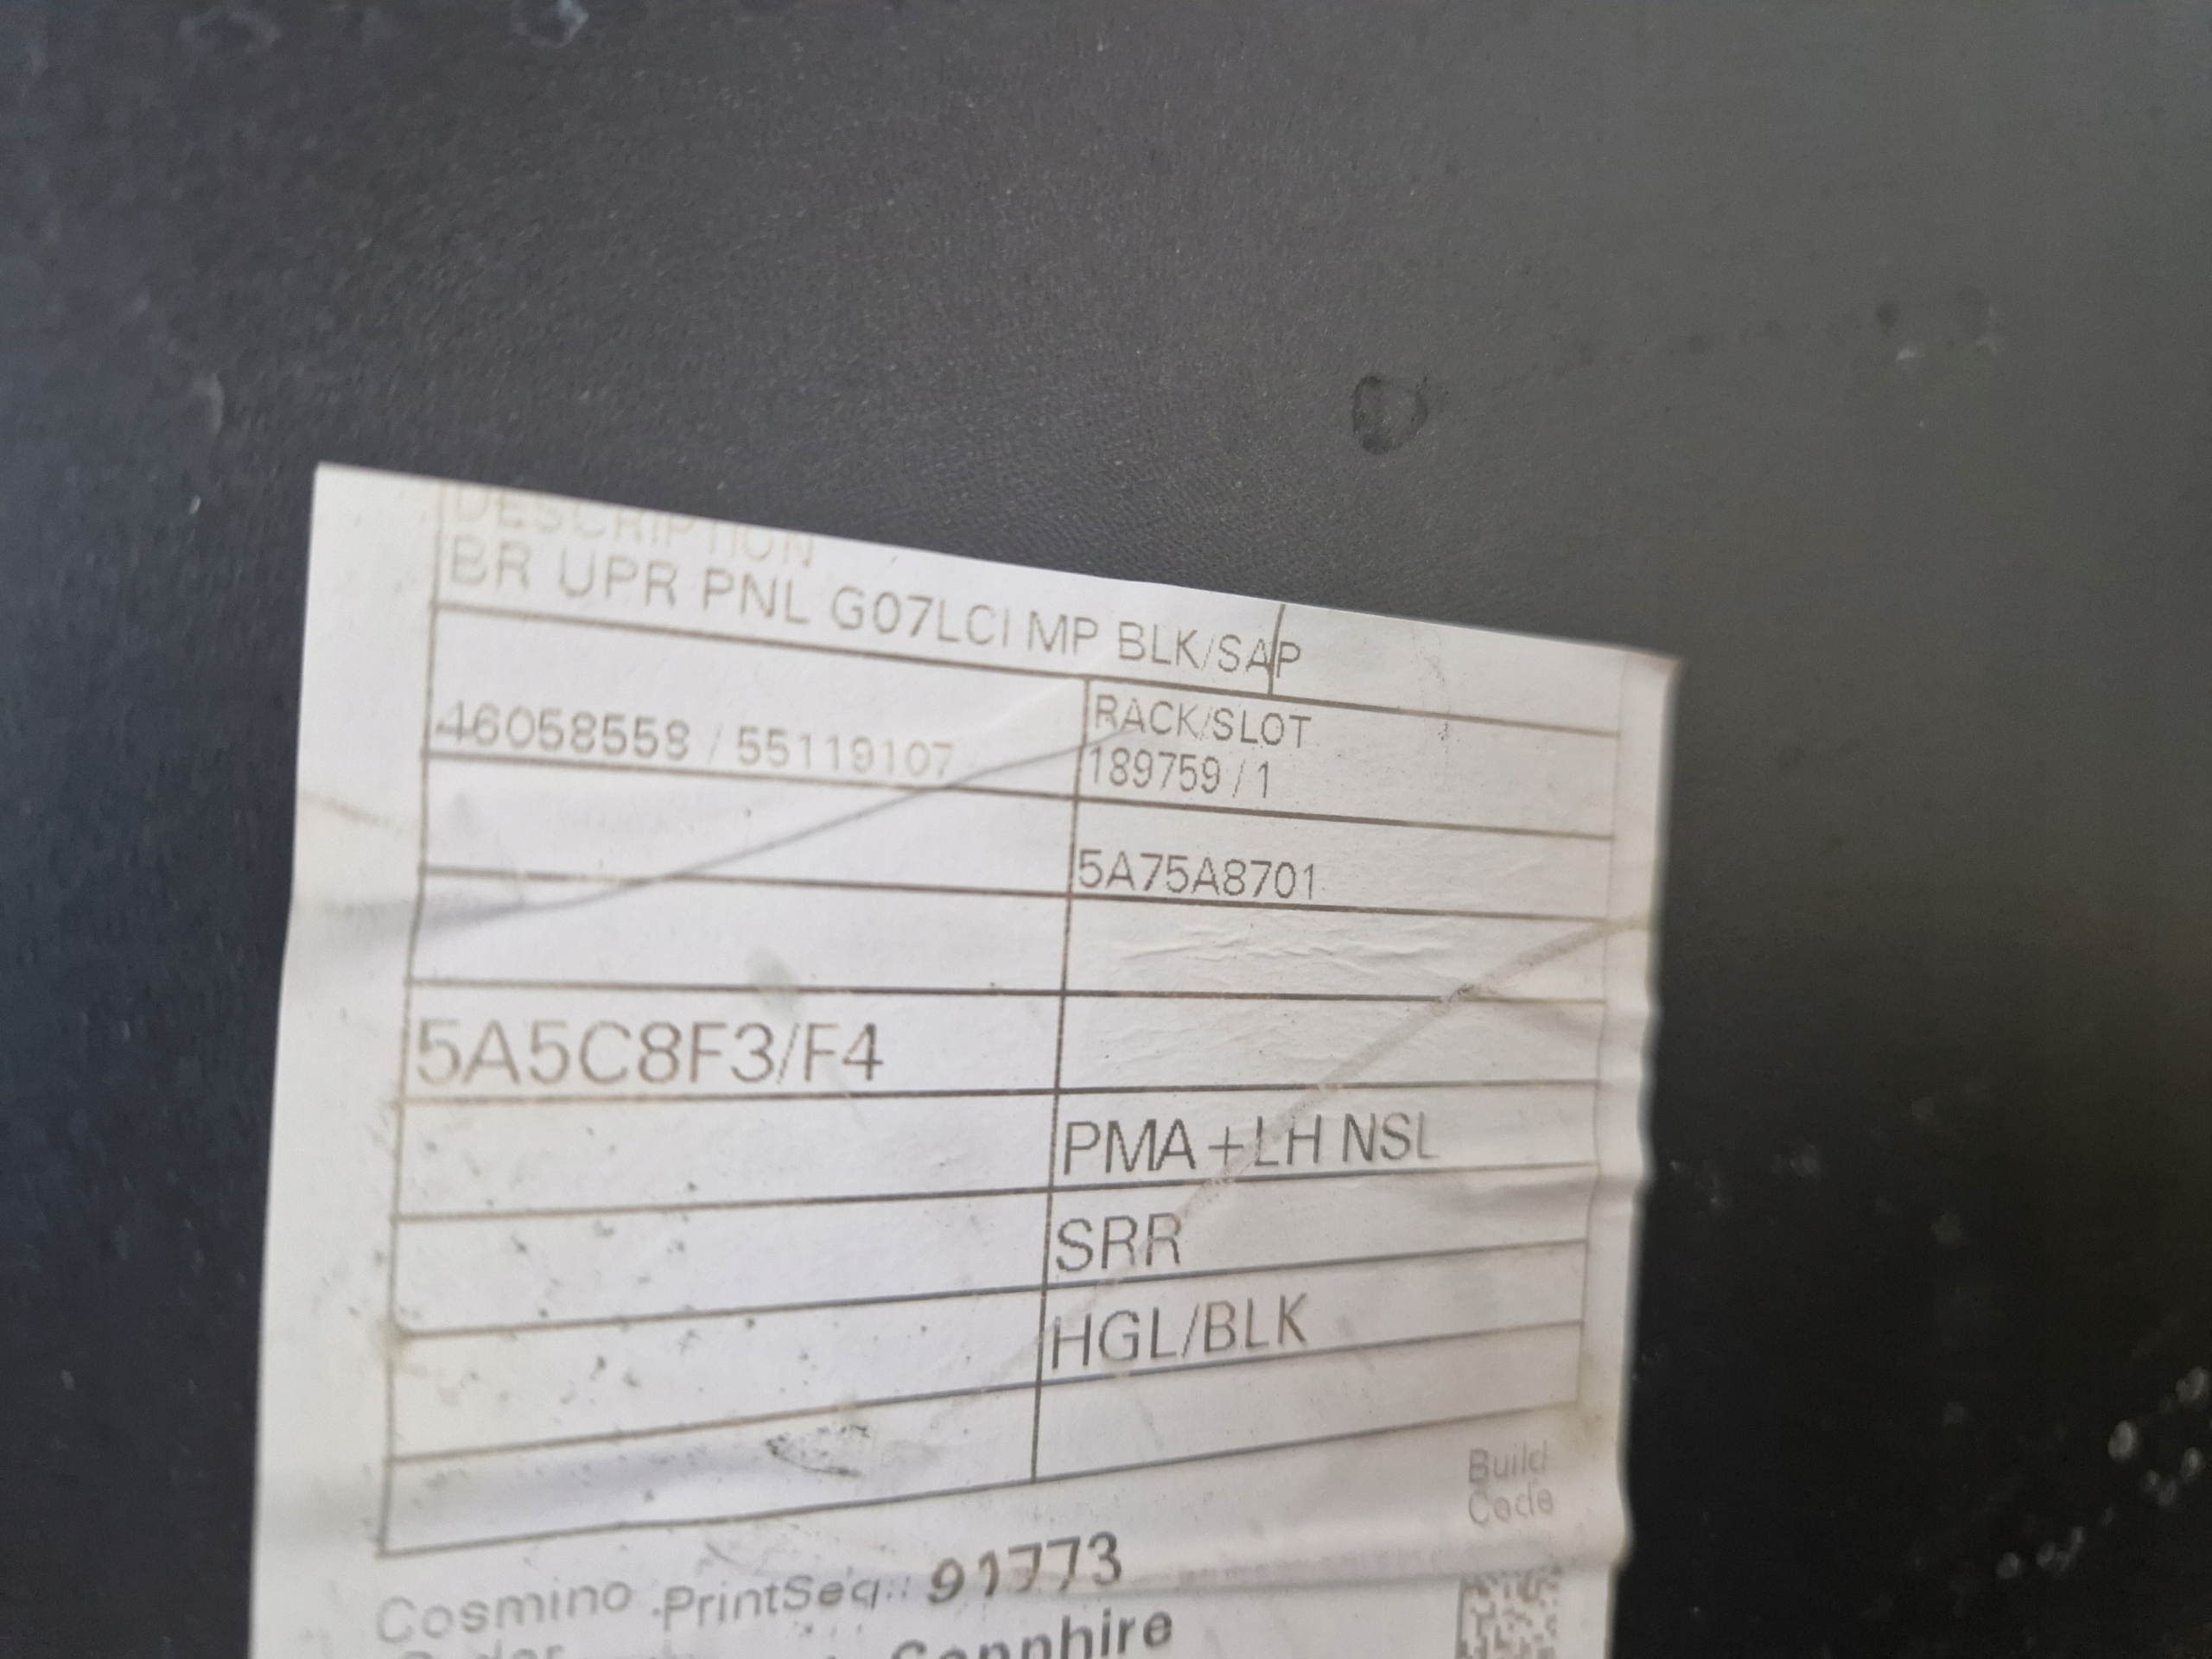 DESCRIPTION
BR UPR PNL G07LCI MP BLK/SAP
46058558 / 55119107
RACK/SLOT
189759 / 1
5A75A8701
5A5C8F3/F4
PMA +LH NSL
SRR
HGL/BLK
Build
Code
Cosmino PrintSeq.: 91773
Sapphire